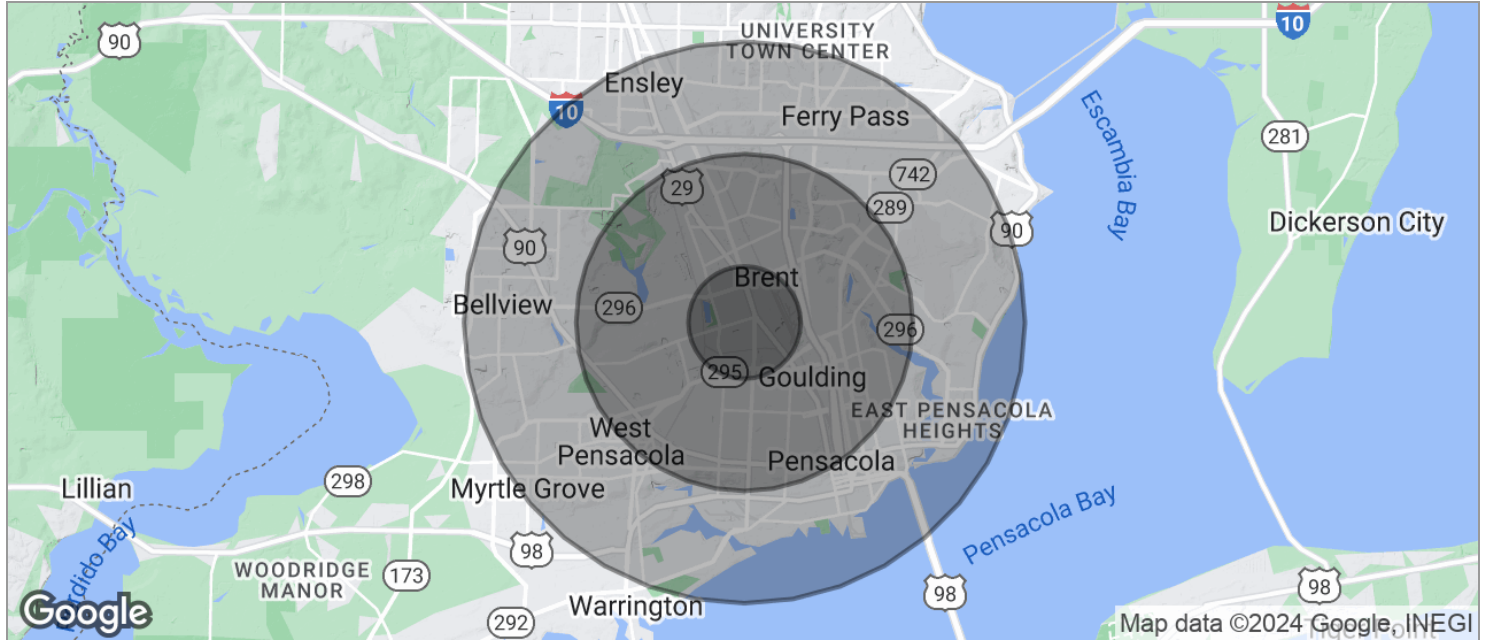 UNIVERSITY
TOWN CENTER
10
90
Ensley
10
Ferry Pass
Escambia Bay
281
742
29
289
90
Dickerson City
90
Brent
Bellview
296
296
295
Goulding
EAST PENSACOLA
HEIGHTS
West
Pensacola
Pensacola
298
Lillian
Myrtle Grove
Pensacola Bay
98
WOODRIDGE
MANOR
173
98
98
Warrington
292
Google
Map data ©2024 Google, INEGI